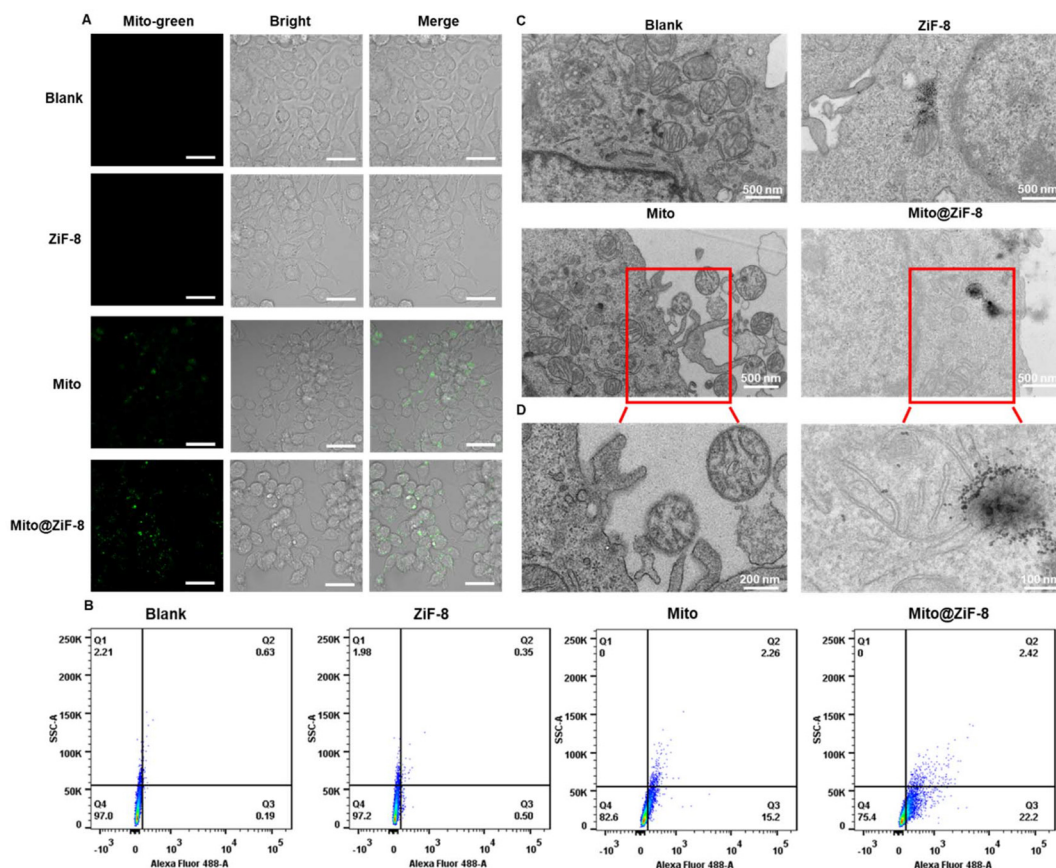 A
Mito-green Bright Merge
Blank
ZiF-8
Mito
Mito@ZiF-8
C
Blank ZiF-8
500 nm 500 nm
Mito Mito@ZiF-8
500 nm 500 nm
D
200 nm 100 nm
B
Blank
250K
200K
150K
100K
50K
0
SSC-A
Q1
2.21
Q2
0.63
Q4
97.0
Q3
0.19
-10³ 0 10³ 10⁴ 10⁵
Alexa Fluor 488-A
ZiF-8
250K
200K
150K
100K
50K
0
SSC-A
Q1
1.98
Q2
0.35
Q4
97.2
Q3
0.50
-10³ 0 10³ 10⁴ 10⁵
Alexa Fluor 488-A
Mito
250K
200K
150K
100K
50K
0
SSC-A
Q1
0
Q2
2.26
Q4
82.6
Q3
15.2
-10³ 0 10³ 10⁴ 10⁵
Alexa Fluor 488-A
Mito@ZiF-8
250K
200K
150K
100K
50K
0
SSC-A
Q1
0
Q2
2.42
Q4
75.4
Q3
22.2
-10³ 0 10³ 10⁴ 10⁵
Alexa Fluor 488-A